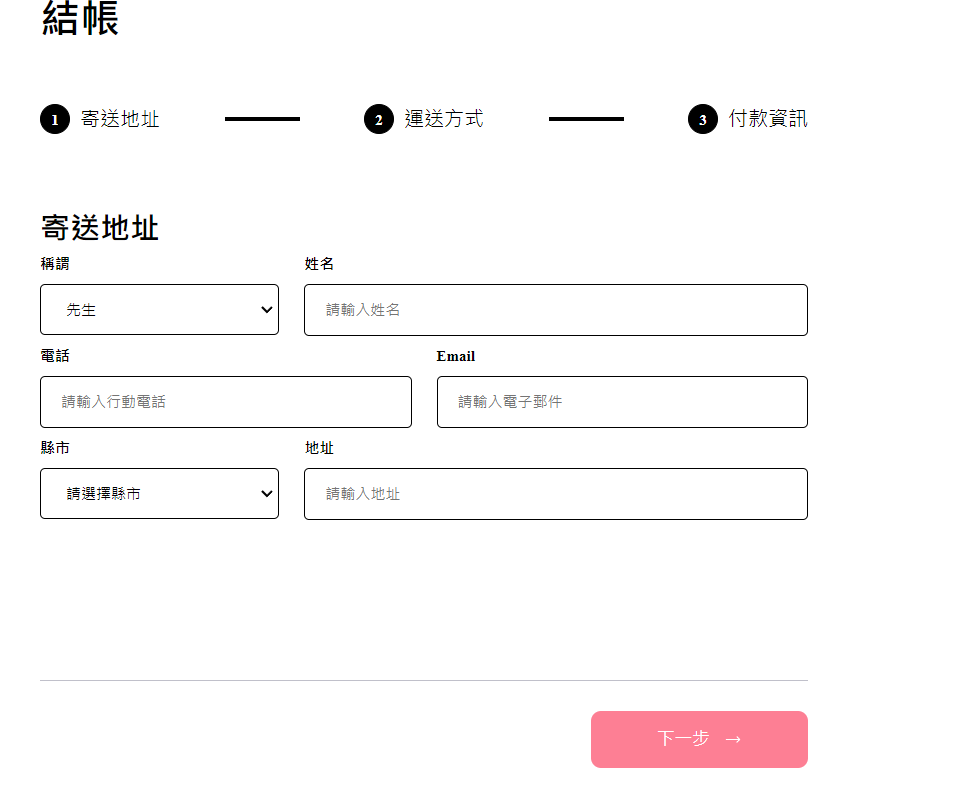 結帳
1 寄送地址 2 運送方式 3 付款資訊
寄送地址
稱謂 姓名
先生 請輸入姓名
電話 Email
請輸入行動電話 請輸入電子郵件
縣市 地址
請選擇縣市 請輸入地址
下一步 →